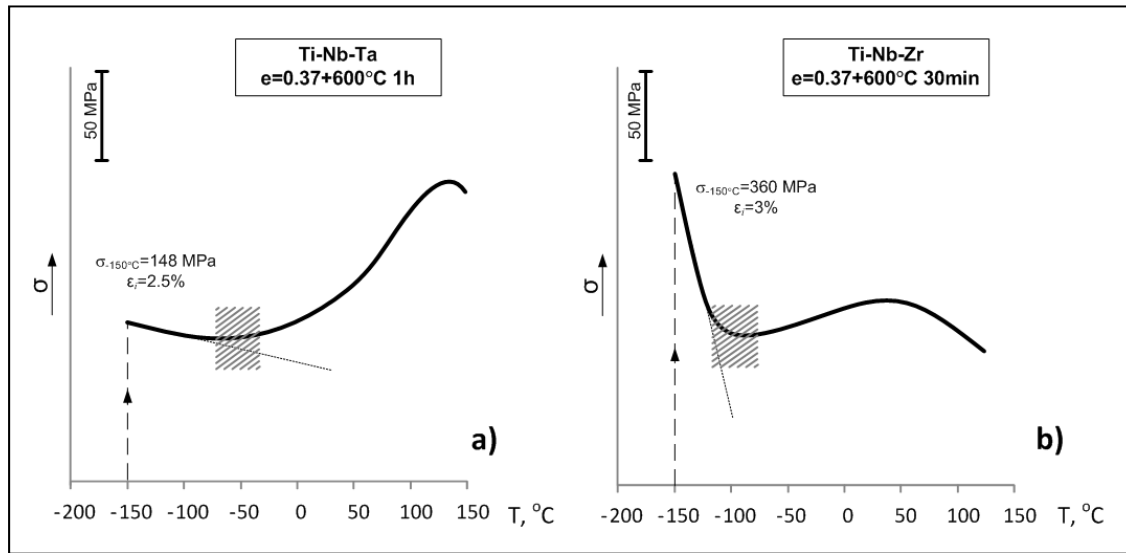 Ti-Nb-Ta
e=0.37+600°C 1h
50 MPa
σ-150°C=148 MPa
εi=2.5%
σ
a)
-200 -150 -100 -50 0 50 100 150 T, °C
Ti-Nb-Zr
e=0.37+600°C 30min
50 MPa
σ-150°C=360 MPa
εi=3%
σ
b)
-200 -150 -100 -50 0 50 100 150 T, °C